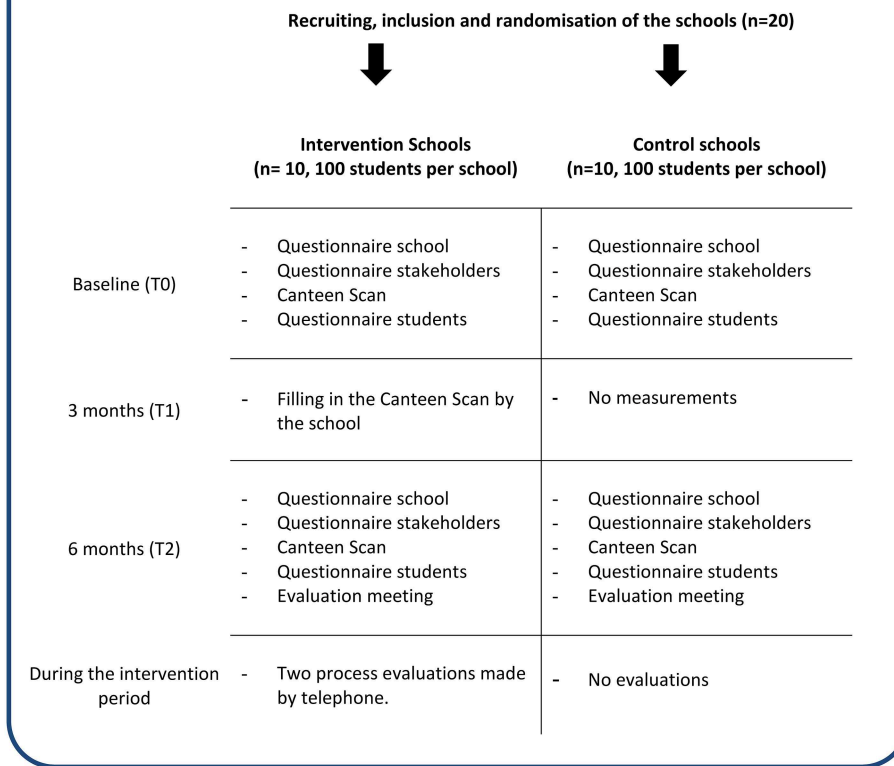 Recruiting, inclusion and randomisation of the schools (n=20)
Intervention Schools
(n= 10, 100 students per school)
Control schools
(n=10, 100 students per school)
Baseline (T0)
- Questionnaire school
- Questionnaire stakeholders
- Canteen Scan
- Questionnaire students
- Questionnaire school
- Questionnaire stakeholders
- Canteen Scan
- Questionnaire students
3 months (T1)
- Filling in the Canteen Scan by
the school
- No measurements
6 months (T2)
- Questionnaire school
- Questionnaire stakeholders
- Canteen Scan
- Questionnaire students
- Evaluation meeting
- Questionnaire school
- Questionnaire stakeholders
- Canteen Scan
- Questionnaire students
- Evaluation meeting
During the intervention
period
- Two process evaluations made
by telephone.
- No evaluations